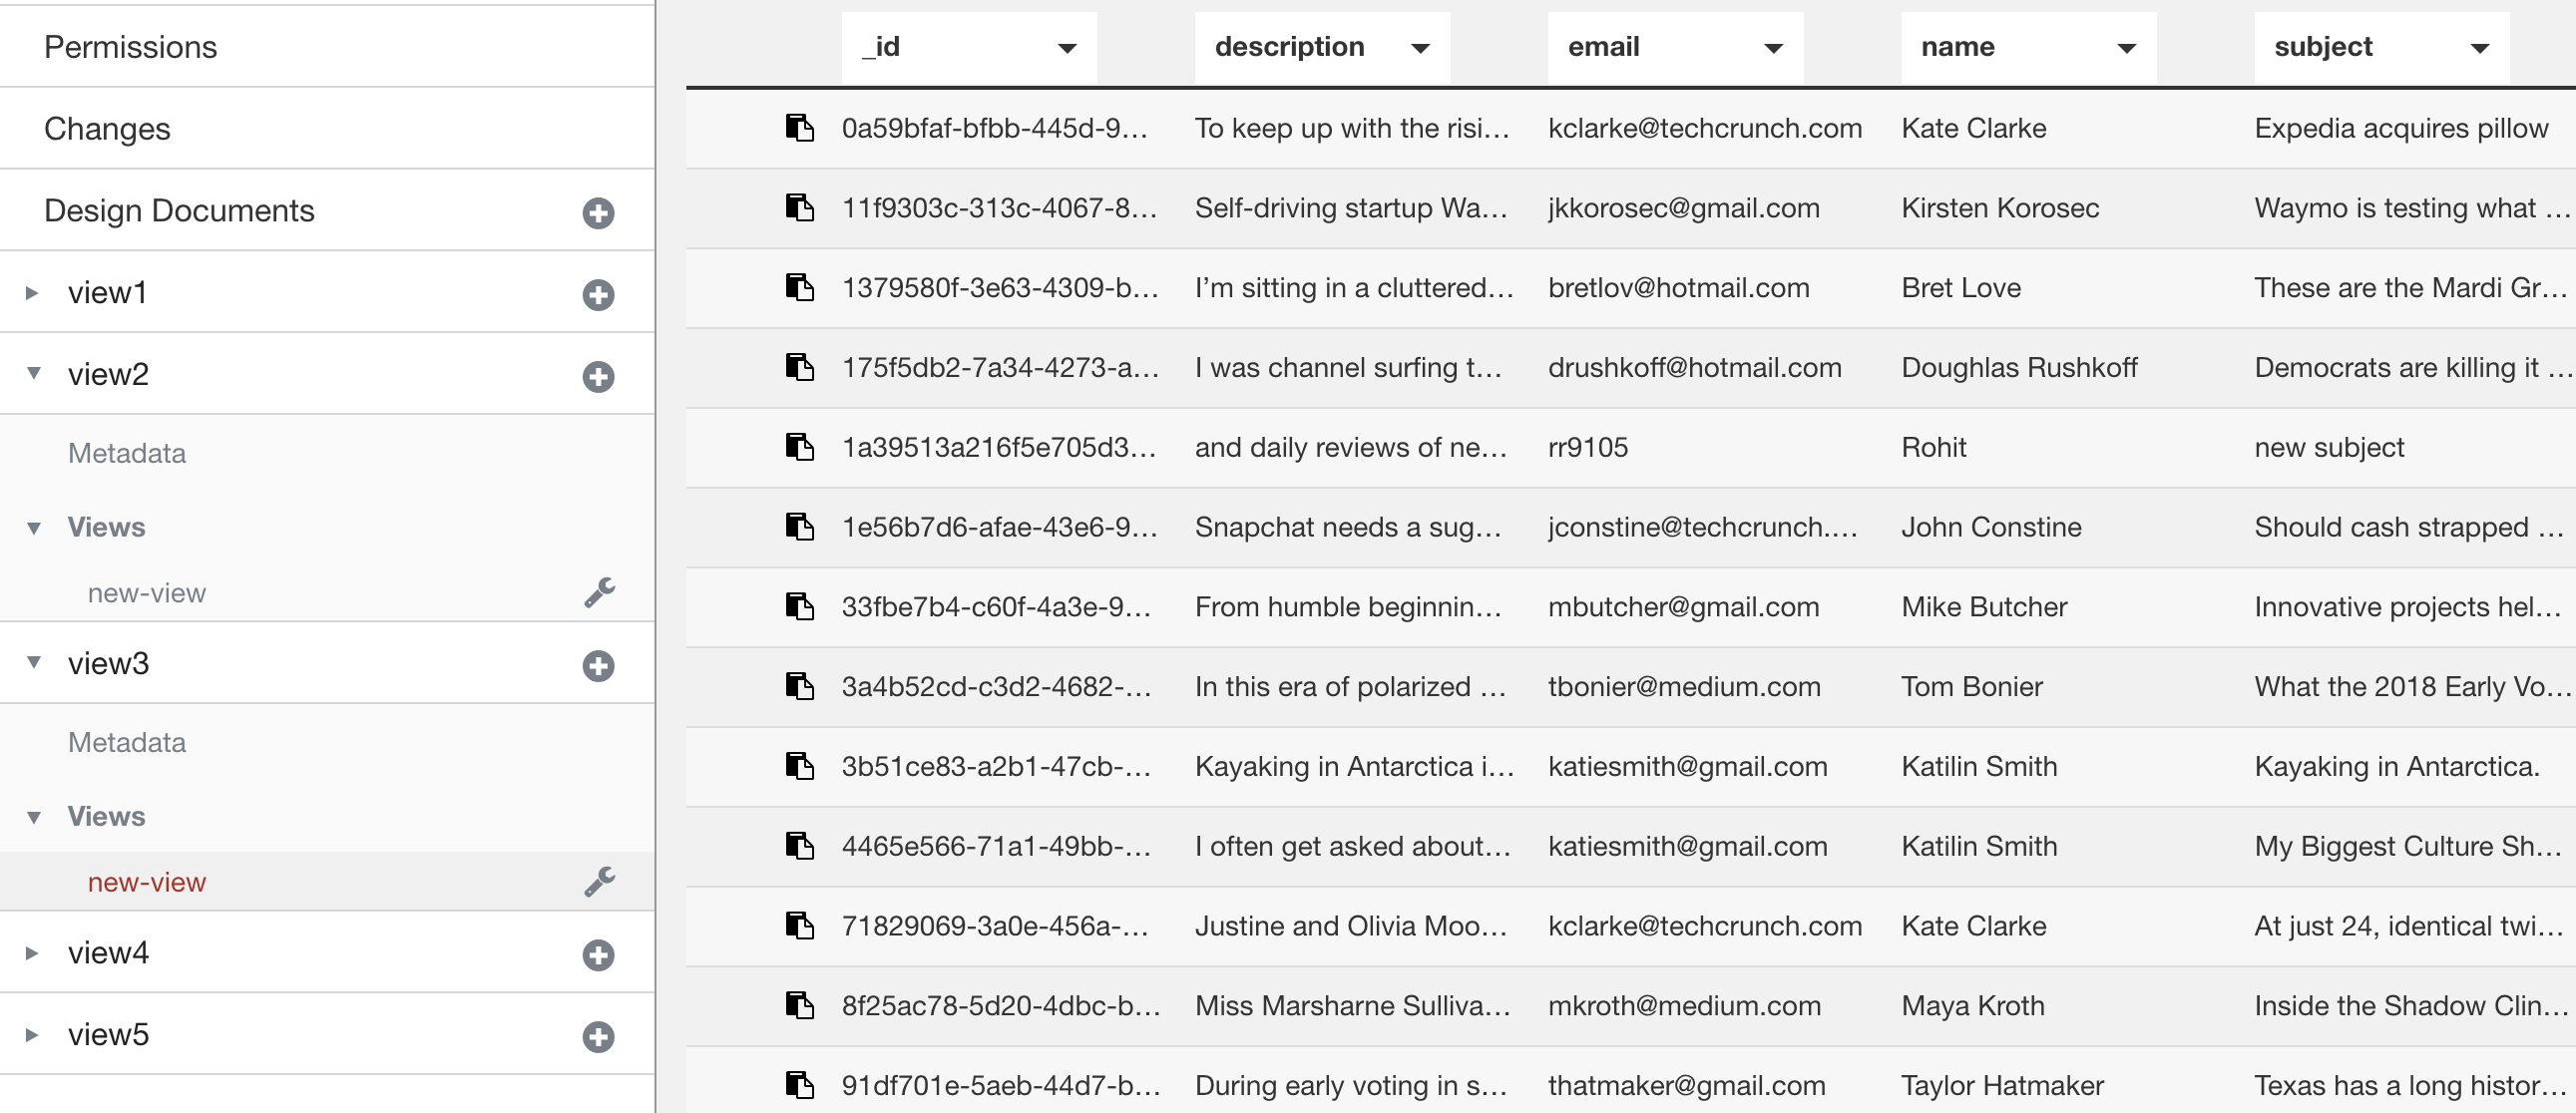 Permissions
Changes
Design Documents
view1
view2
Metadata
Views
new-view
view3
Metadata
Views
new-view
view4
view5
_id description email name subject
0a59bfaf-bfbb-445d-9... To keep up with the risi... kclarke@techcrunch.com Kate Clarke Expedia acquires pillow
11f9303c-313c-4067-8... Self-driving startup Wa... jkkorosec@gmail.com Kirsten Korosec Waymo is testing what ...
1379580f-3e63-4309-b... I’m sitting in a cluttered... bretlov@hotmail.com Bret Love These are the Mardi Gr...
175f5db2-7a34-4273-a... I was channel surfing t... drushkoff@hotmail.com Doughlas Rushkoff Democrats are killing it ...
1a39513a216f5e705d3... and daily reviews of ne... rr9105 Rohit new subject
1e56b7d6-afae-43e6-9... Snapchat needs a sug... jconstine@techcrunch.... John Constine Should cash strapped ...
33fbe7b4-c60f-4a3e-9... From humble beginnin... mbutcher@gmail.com Mike Butcher Innovative projects hel...
3a4b52cd-c3d2-4682-... In this era of polarized ... tbonier@medium.com Tom Bonier What the 2018 Early Vo...
3b51ce83-a2b1-47cb-... Kayaking in Antarctica i... katiesmith@gmail.com Katilin Smith Kayaking in Antarctica.
4465e566-71a1-49bb-... I often get asked about... katiesmith@gmail.com Katilin Smith My Biggest Culture Sh...
71829069-3a0e-456a-... Justine and Olivia Moo... kclarke@techcrunch.com Kate Clarke At just 24, identical twi...
8f25ac78-5d20-4dbc-b... Miss Marsharne Sulliva... mkroth@medium.com Maya Kroth Inside the Shadow Clin...
91df701e-5aeb-44d7-b... During early voting in s... thatmaker@gmail.com Taylor Hatmaker Texas has a long histor...